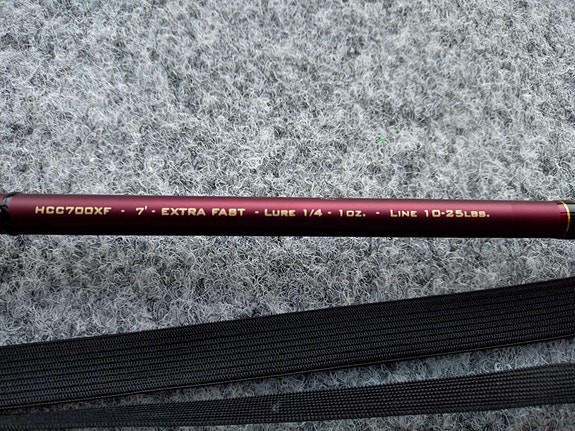 HCC700XF - 7' - EXTRA FAST - LURE 1/4 - 1OZ. - LINE 10-25LBS.